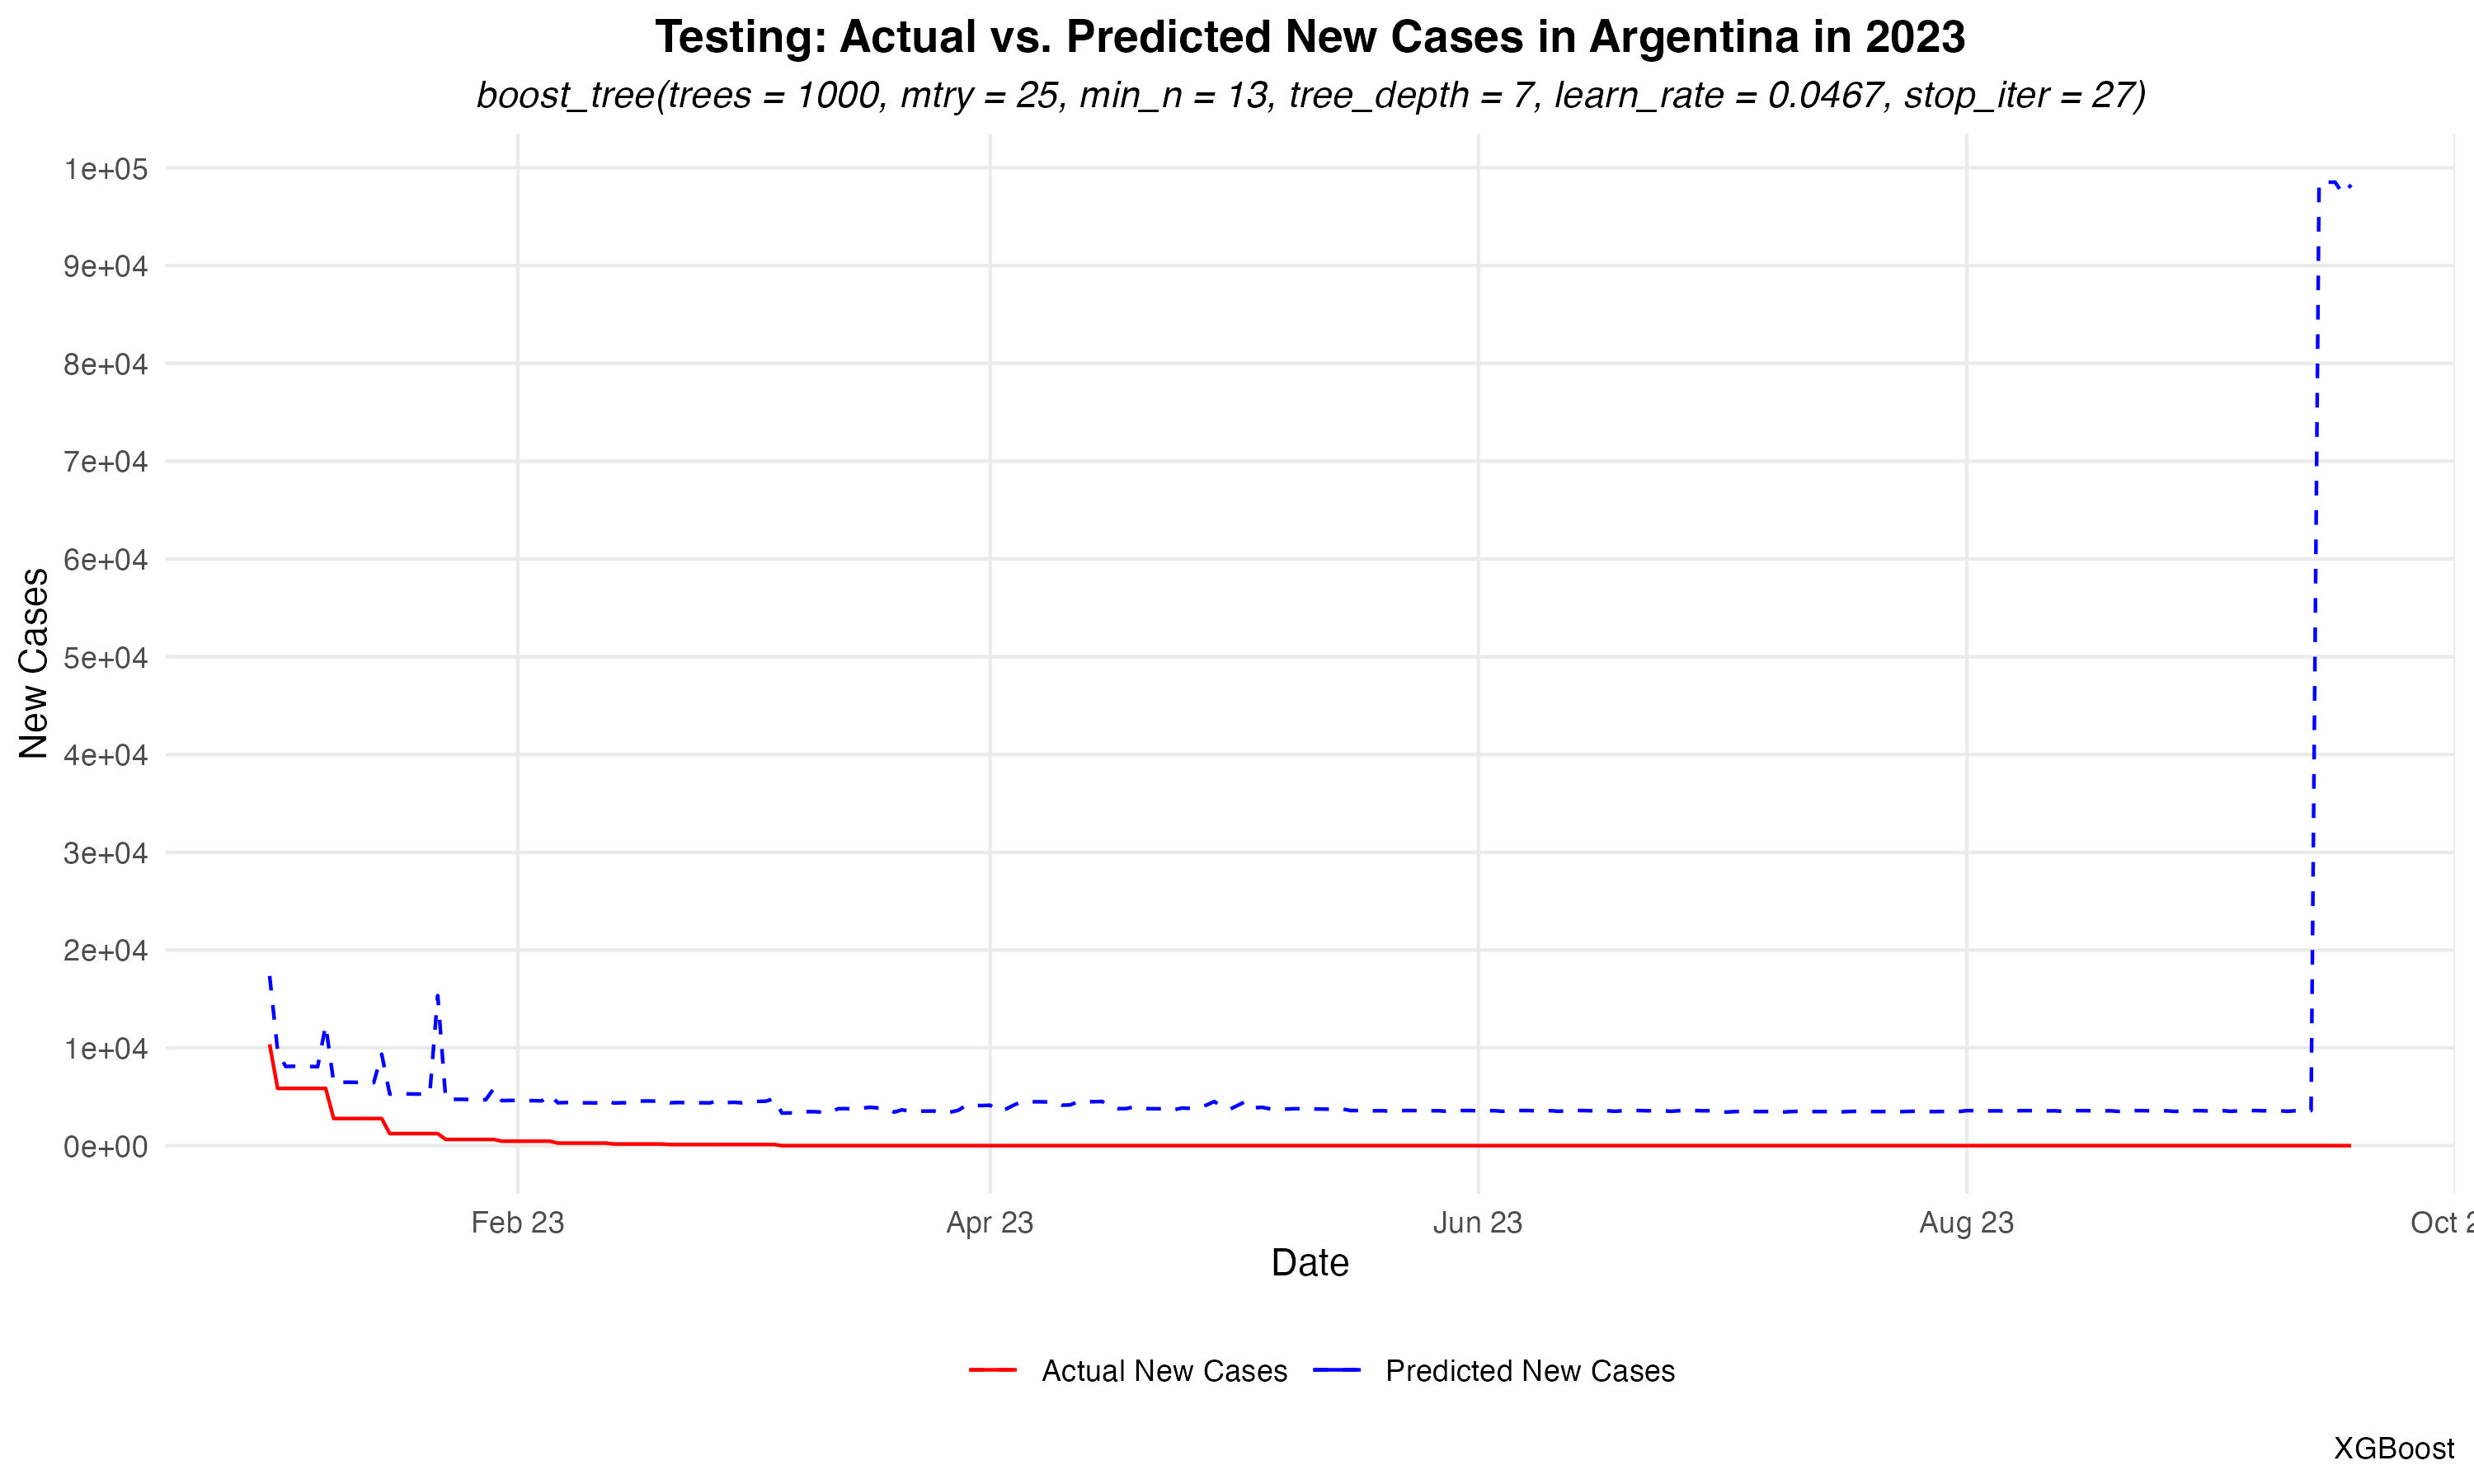 Testing: Actual vs. Predicted New Cases in Argentina in 2023
boost_tree(trees = 1000, mtry = 25, min_n = 13, tree_depth = 7, learn_rate = 0.0467, stop_iter = 27)
New Cases
1e+05
9e+04
8e+04
7e+04
6e+04
5e+04
4e+04
3e+04
2e+04
1e+04
0e+00
Feb 23 Apr 23 Jun 23 Aug 23 Oct
Date
Actual New Cases Predicted New Cases
XGBoost